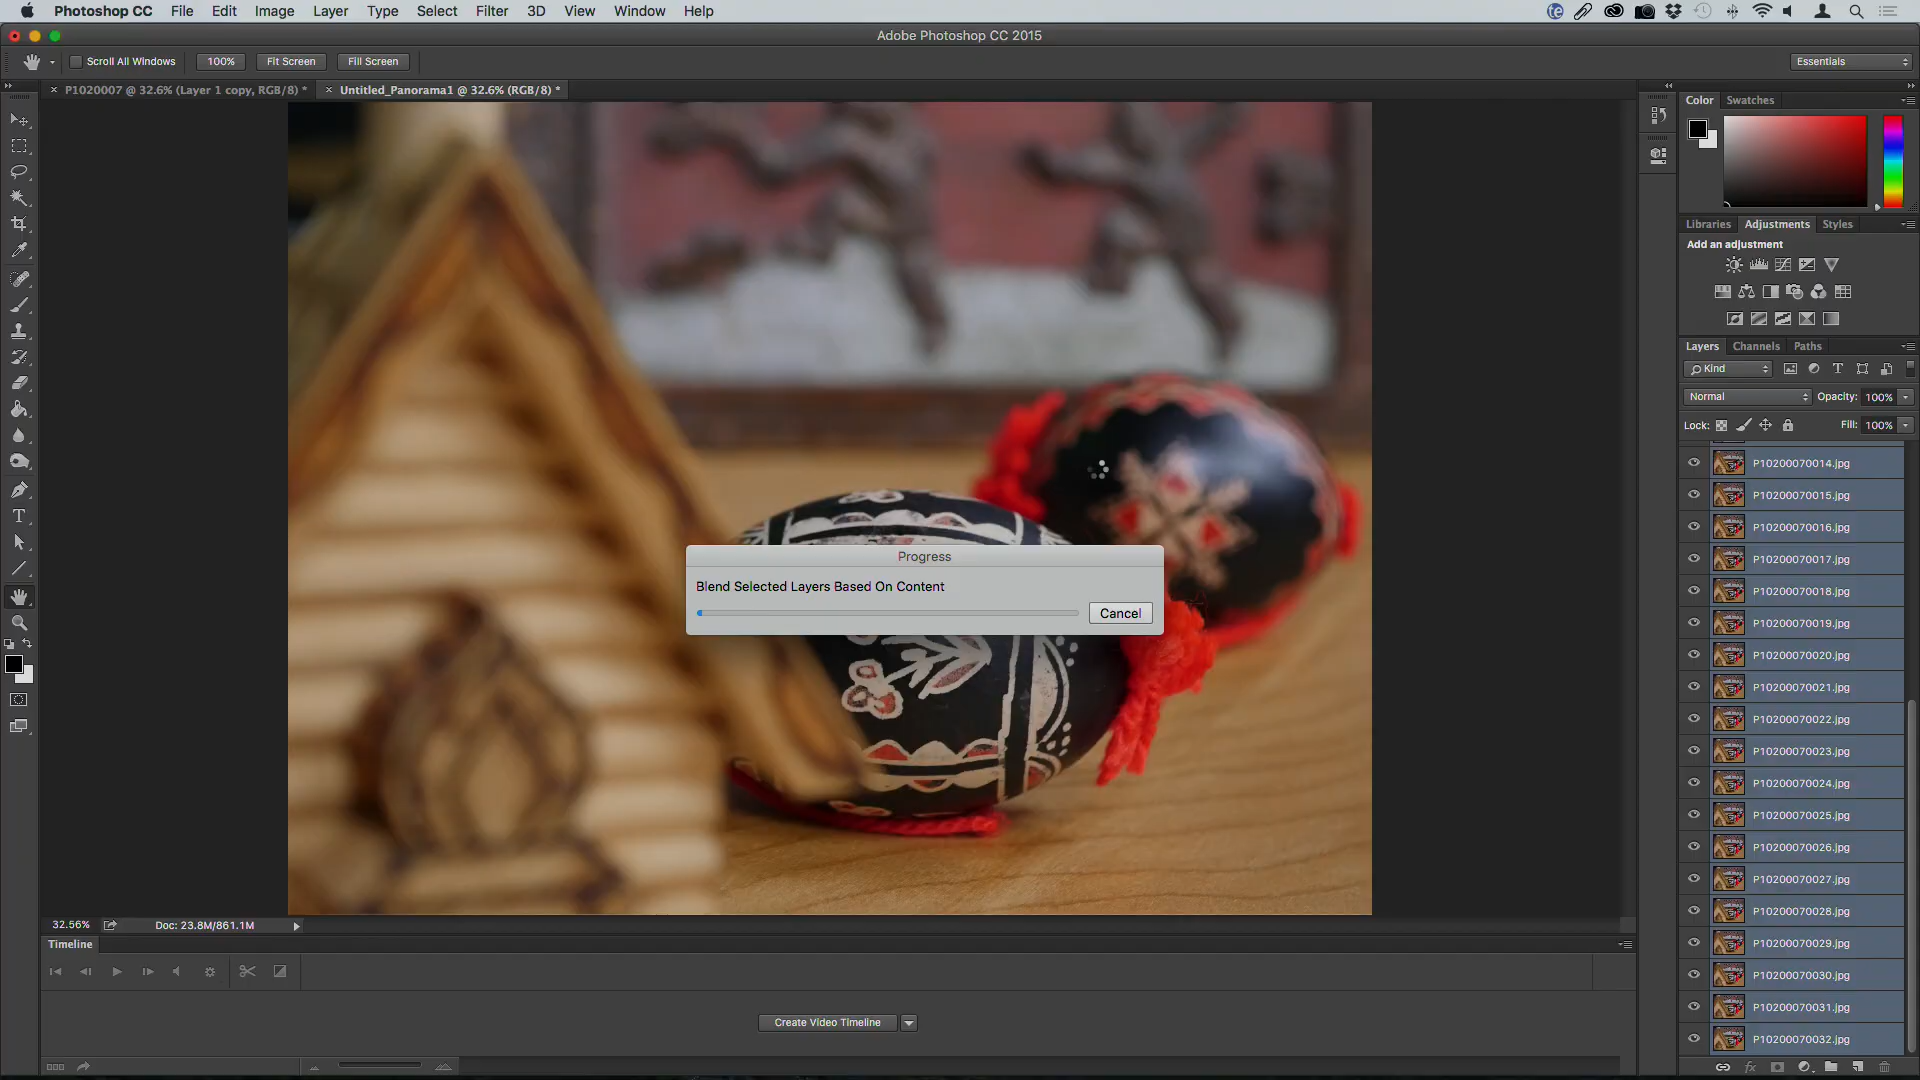 Photoshop CC File Edit Image Layer Type Select Filter 3D View Window Help
Adobe Photoshop CC 2015
Scroll All Windows 100% Fit Screen Fill Screen Essentials
P1020007 @ 32.6% (Layer 1 copy, RGB/8) * Untitled_Panorama1 @ 32.6% (RGB/8) *
Color Swatches
Libraries Adjustments Styles
Add an adjustment
Layers Channels Paths
Kind
Normal Opacity: 100%
Lock: Fill: 100%
P10200070014.jpg
P10200070015.jpg
P10200070016.jpg
P10200070017.jpg
P10200070018.jpg
P10200070019.jpg
P10200070020.jpg
P10200070021.jpg
P10200070022.jpg
P10200070023.jpg
P10200070024.jpg
P10200070025.jpg
P10200070026.jpg
P10200070027.jpg
P10200070028.jpg
P10200070029.jpg
P10200070030.jpg
P10200070031.jpg
P10200070032.jpg
fx
Progress
Blend Selected Layers Based On Content
Cancel
32.56% Doc: 23.8M/861.1M
Timeline
Create Video Timeline